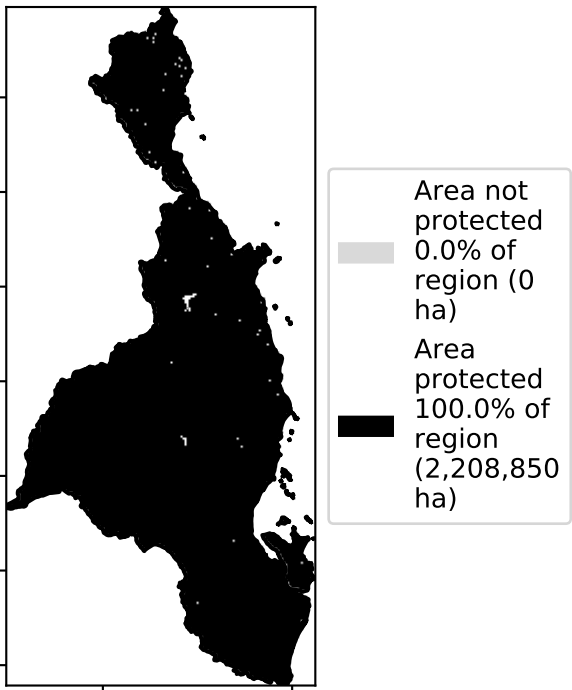 Area not
protected
0.0% of
region (0
ha)
Area
protected
100.0% of
region
(2,208,850
ha)